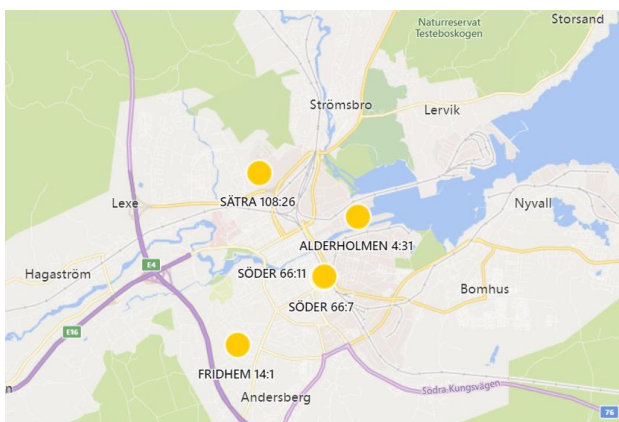 Naturreservat
Testeboskogen
Storsand
Strömsbro
Lervik
SÄTRA 108:26
Lexe
Nyvall
ALDERHOLMEN 4:31
E4
SÖDER 66:11
Hagaström
Bomhus
SÖDER 66:7
E16
FRIDHEM 14:1
n
Södra Kungsvägen
Andersberg
76